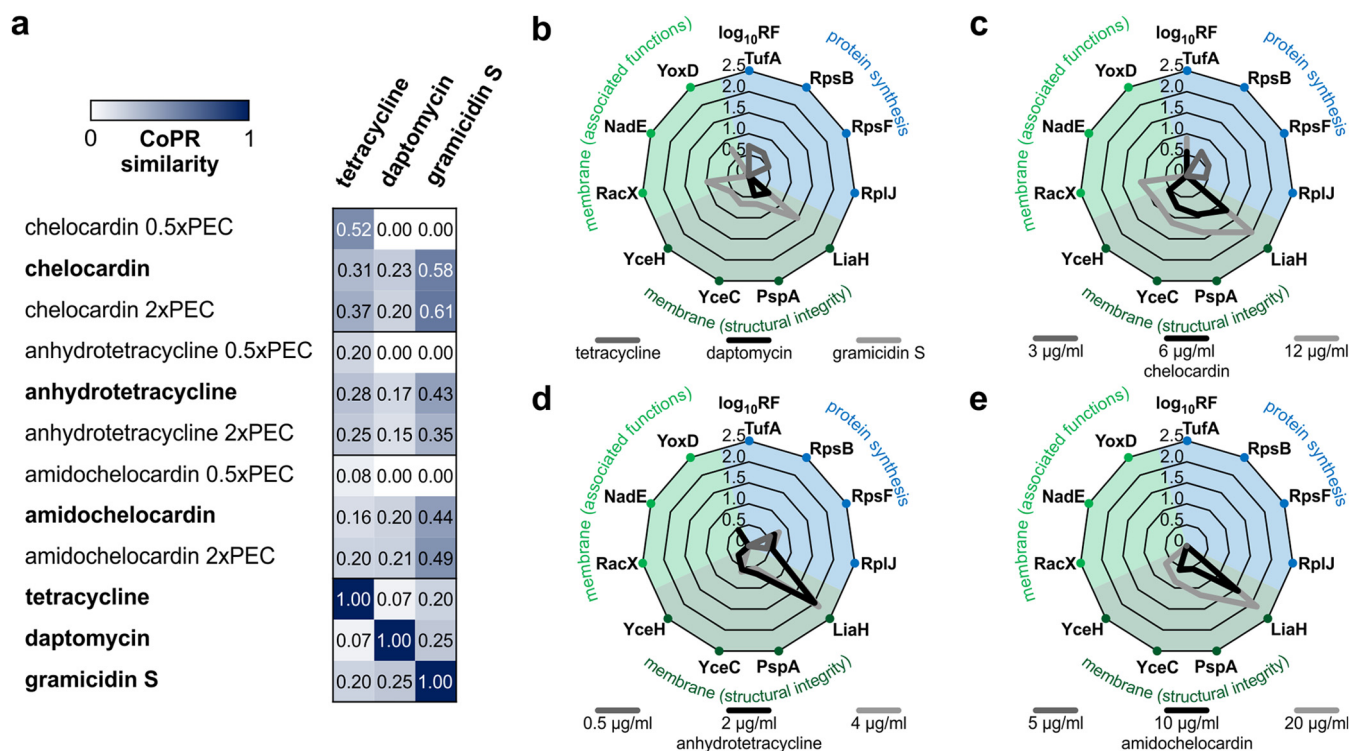 a
0
1
CoPR
similarity
tetracycline
daptomycin
gramicidin S
chelocardin 0.5xPEC
0.52 0.00 0.00
chelocardin
0.31 0.23 0.58
chelocardin 2xPEC
0.37 0.20 0.61
anhydrotetracycline 0.5xPEC
0.20 0.00 0.00
anhydrotetracycline
0.28 0.17 0.43
anhydrotetracycline 2xPEC
0.25 0.15 0.35
amidochelocardin 0.5xPEC
0.08 0.00 0.00
amidochelocardin
0.16 0.20 0.44
amidochelocardin 2xPEC
0.20 0.21 0.49
tetracycline
1.00 0.07 0.20
daptomycin
0.07 1.00 0.25
gramicidin S
0.20 0.25 1.00
b
log10RF
TufA
RpsB
RpsF
RplJ
LiaH
PspA
YceC
YceH
RacX
NadE
YoxD
2.5
2.0
1.5
1.0
0.5
0
membrane (associated functions)
protein synthesis
membrane (structural integrity)
tetracycline
daptomycin
gramicidin S
c
log10RF
TufA
RpsB
RpsF
RplJ
LiaH
PspA
YceC
YceH
RacX
NadE
YoxD
2.5
2.0
1.5
1.0
0.5
0
membrane (associated functions)
protein synthesis
membrane (structural integrity)
3 µg/ml
6 µg/ml
12 µg/ml
chelocardin
d
log10RF
TufA
RpsB
RpsF
RplJ
LiaH
PspA
YceC
YceH
RacX
NadE
YoxD
2.5
2.0
1.5
1.0
0.5
0
membrane (associated functions)
protein synthesis
membrane (structural integrity)
0.5 µg/ml
2 µg/ml
4 µg/ml
anhydrotetracycline
e
log10RF
TufA
RpsB
RpsF
RplJ
LiaH
PspA
YceC
YceH
RacX
NadE
YoxD
2.5
2.0
1.5
1.0
0.5
0
membrane (associated functions)
protein synthesis
membrane (structural integrity)
5 µg/ml
10 µg/ml
20 µg/ml
amidochelocardin